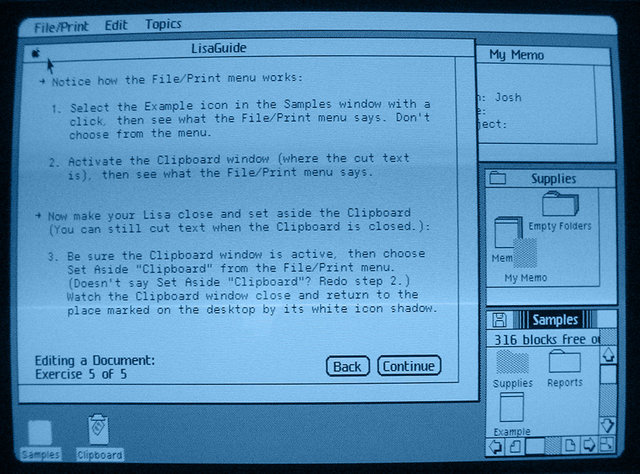 File/Print Edit Topics
LisaGuide
→ Notice how the File/Print menu works:
1. Select the Example icon in the Samples window with a
click, then see what the File/Print menu says. Don't
choose from the menu.
2. Activate the Clipboard window (where the cut text
is), then see what the File/Print menu says.
→ Now make your Lisa close and set aside the Clipboard
(You can still cut text when the Clipboard is closed.):
3. Be sure the Clipboard window is active, then choose
Set Aside "Clipboard" from the File/Print menu.
(Doesn't say Set Aside "Clipboard"? Redo step 2.)
Watch the Clipboard window close and return to the
place marked on the desktop by its white icon shadow.
Editing a Document:
Exercise 5 of 5
Back Continue
My Memo
: Josh
e:
ject:
Supplies
Empty Folders
Mem
My Memo
Samples
316 blocks free o
Supplies Reports
Example
Samples Clipboard